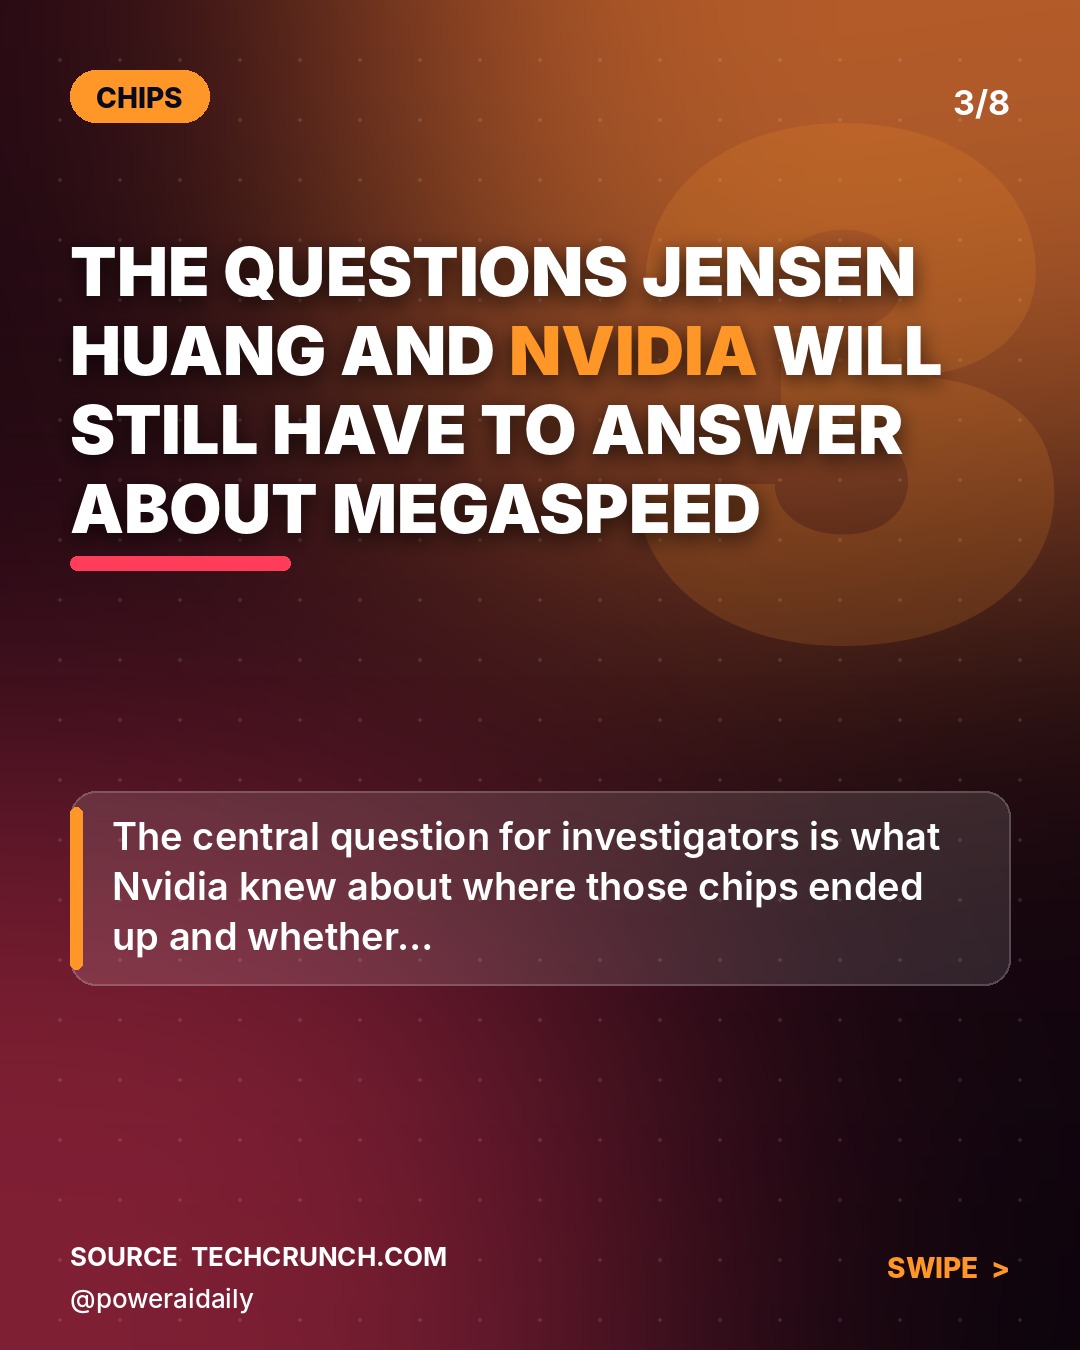 CHIPS
3/8
3
THE QUESTIONS JENSEN
HUANG AND NVIDIA WILL
STILL HAVE TO ANSWER
ABOUT MEGASPEED
The central question for investigators is what
Nvidia knew about where those chips ended
up and whether...
SOURCE TECHCRUNCH.COM
@poweraidaily
SWIPE >